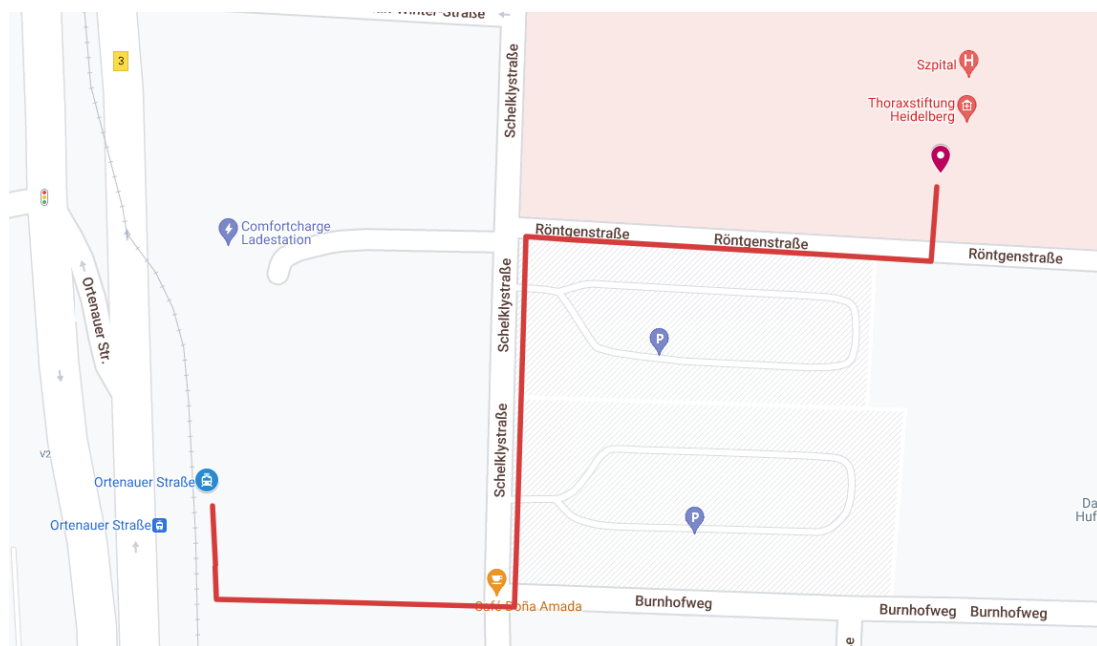 Winter-Straße
3
Szpital
H
Thoraxstiftung
Heidelberg
Schelklystraße
Comfortcharge
Ladestation
Röntgenstraße
Röntgenstraße
Röntgenstraße
Ortenauer Str.
Schelklystraße
P
Schelklystraße
V2
Ortenauer Straße
Ortenauer Straße
P
Da
Huf
Café Doña Amada
Burnhofweg
Burnhofweg
Burnhofweg
e